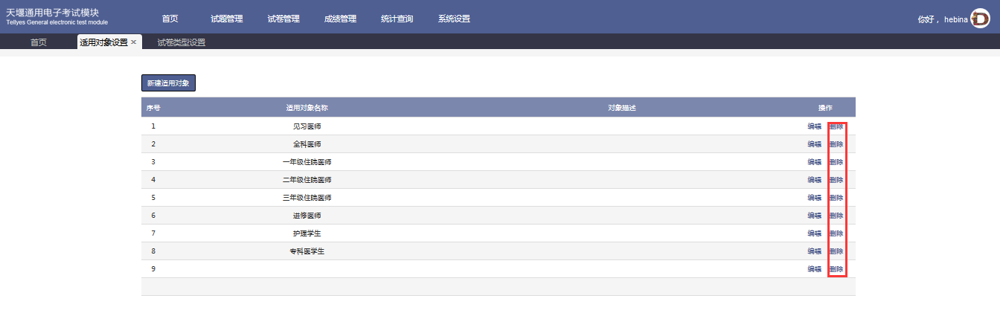 天堰通用电子考试模块
Tellyes General electronic test module
首页 试题管理 试卷管理 成绩管理 统计查询 系统设置
你好， hebina
首页 适用对象设置 × 试卷类型设置
新建适用对象
序号 适用对象名称 对象描述 操作
1 见习医师 编辑 删除
2 全科医师 编辑 删除
3 一年级住院医师 编辑 删除
4 二年级住院医师 编辑 删除
5 三年级住院医师 编辑 删除
6 进修医师 编辑 删除
7 护理学生 编辑 删除
8 专科医学生 编辑 删除
9 编辑 删除